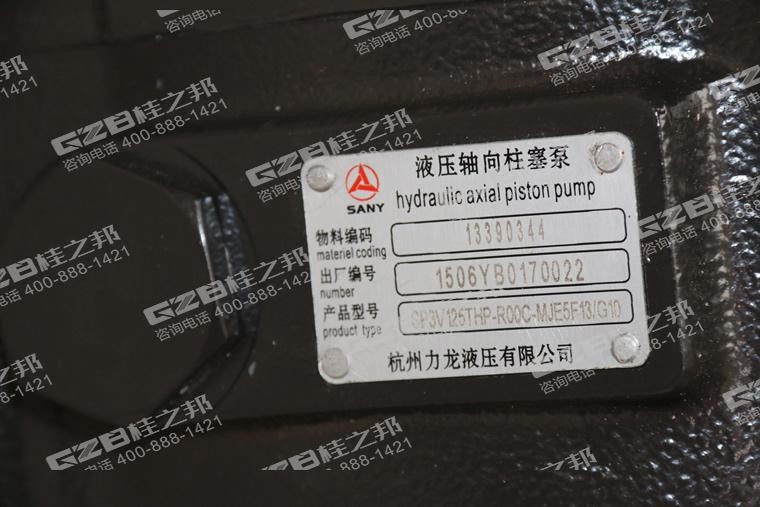 液压轴向柱塞泵
hydraulic axial piston pump
SANY
物料编码
materiel coding
13390344
出厂编号
number
1506YB0170022
产品型号
product type
SP3V125THP-R00C-MJE5F13/G10
杭州力龙液压有限公司
GZB桂之邦
咨询电话 400-888-1421